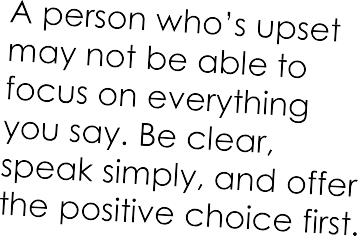 A person who’s upset
may not be able to
focus on everything
you say. Be clear,
speak simply, and offer
the positive choice first.